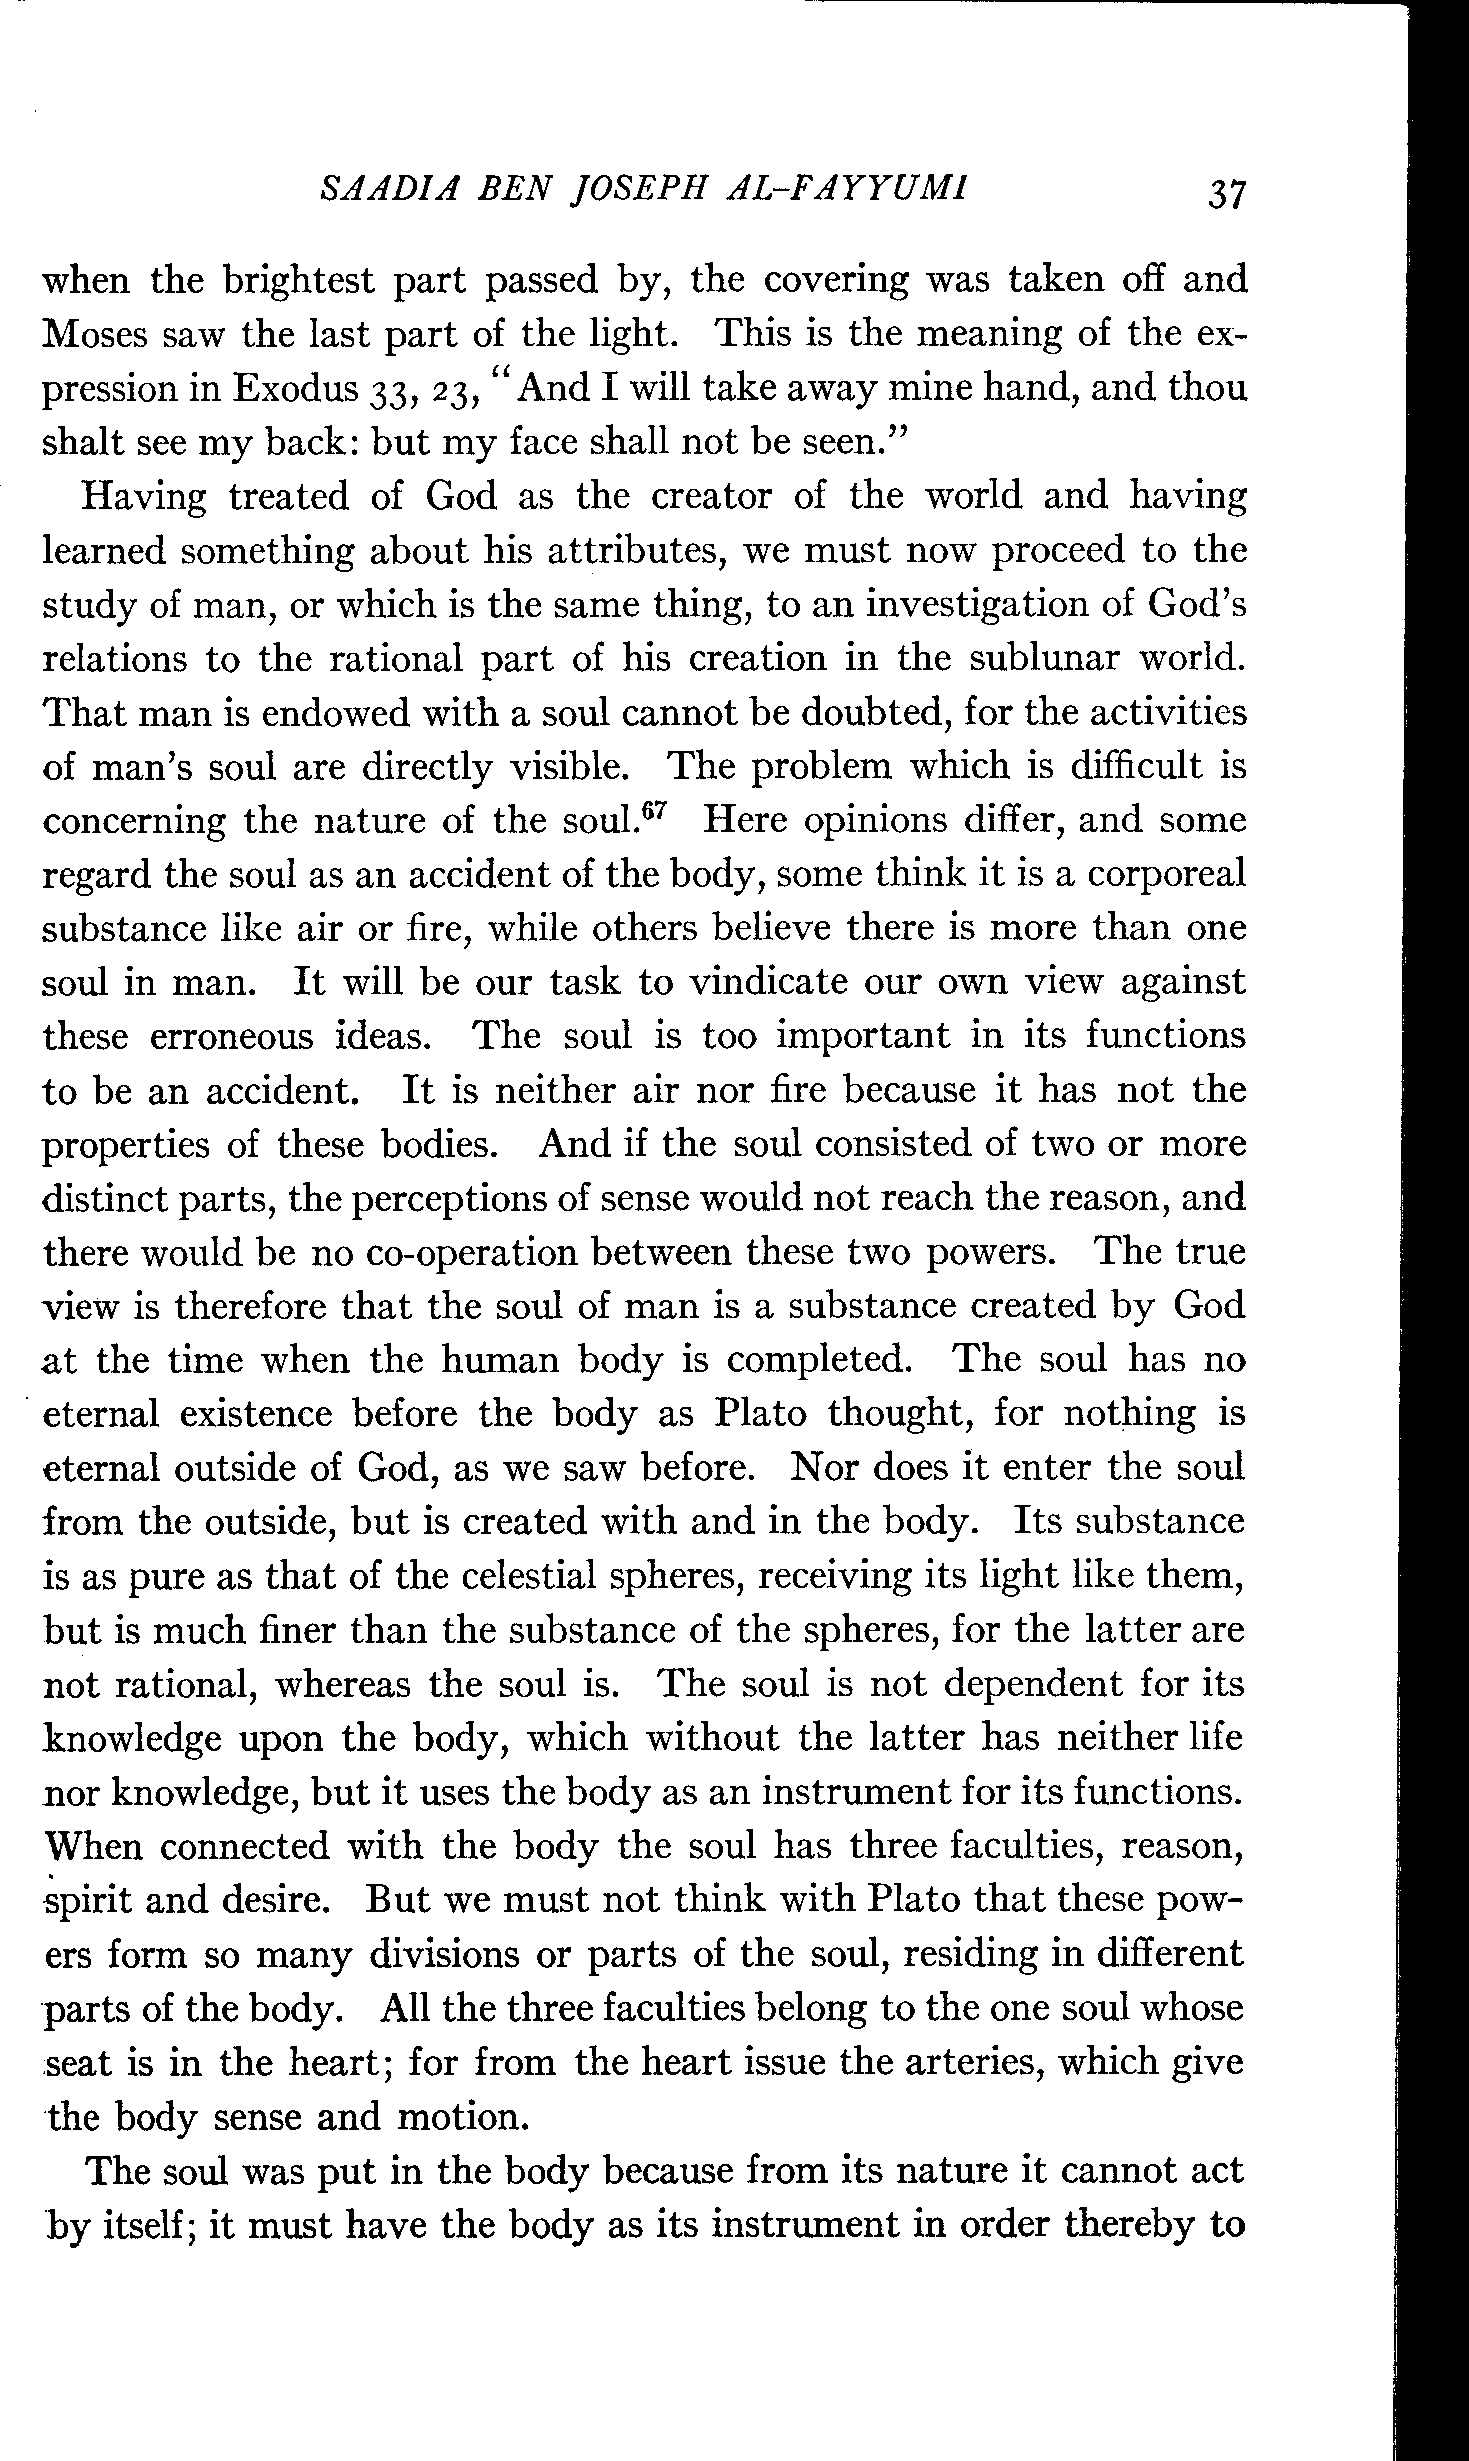 SAADIA BEN JOSEPH AL-FAYYUMI 37
when the brightest part passed by, the covering was taken off and
Moses saw the last part of the light. This is the meaning of the ex-
pression in Exodus 33, 23, “And I will take away mine hand, and thou
shalt see my back: but my face shall not be seen.”
Having treated of God as the creator of the world and having
learned something about his attributes, we must now proceed to the
study of man, or which is the same thing, to an investigation of God's
relations to the rational part of his creation in the sublunar world.
That man is endowed with a soul cannot be doubted, for the activities
of man's soul are directly visible. The problem which is difficult is
concerning the nature of the soul.⁶⁷ Here opinions differ, and some
regard the soul as an accident of the body, some think it is a corporeal
substance like air or fire, while others believe there is more than one
soul in man. It will be our task to vindicate our own view against
these erroneous ideas. The soul is too important in its functions
to be an accident. It is neither air nor fire because it has not the
properties of these bodies. And if the soul consisted of two or more
distinct parts, the perceptions of sense would not reach the reason, and
there would be no co-operation between these two powers. The true
view is therefore that the soul of man is a substance created by God
at the time when the human body is completed. The soul has no
eternal existence before the body as Plato thought, for nothing is
eternal outside of God, as we saw before. Nor does it enter the soul
from the outside, but is created with and in the body. Its substance
is as pure as that of the celestial spheres, receiving its light like them,
but is much finer than the substance of the spheres, for the latter are
not rational, whereas the soul is. The soul is not dependent for its
knowledge upon the body, which without the latter has neither life
nor knowledge, but it uses the body as an instrument for its functions.
When connected with the body the soul has three faculties, reason,
spirit and desire. But we must not think with Plato that these pow-
ers form so many divisions or parts of the soul, residing in different
parts of the body. All the three faculties belong to the one soul whose
seat is in the heart; for from the heart issue the arteries, which give
the body sense and motion.
The soul was put in the body because from its nature it cannot act
by itself; it must have the body as its instrument in order thereby to